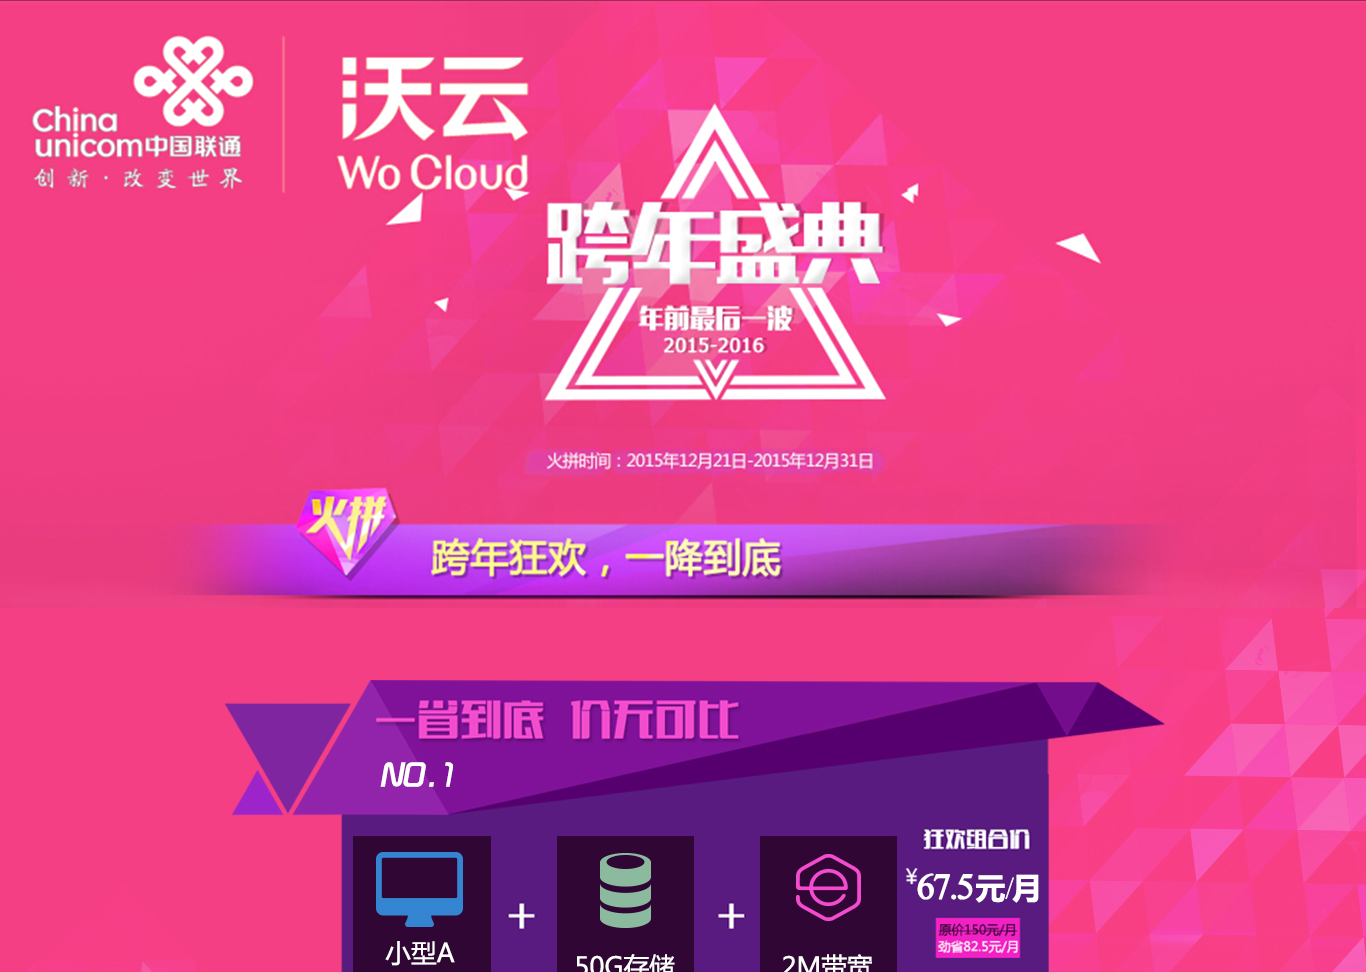 China
unicom中国联通
创新·改变世界
沃云
Wo Cloud
跨年盛典
年前最后一波
2015-2016
火拼时间：2015年12月21日-2015年12月31日
火拼
跨年狂欢，一降到底
一省到底 价无可比
NO.1
小型A
+
50G存储
+
2M带宽
狂欢组合价
¥67.5元/月
原价150元/月
劲省82.5元/月